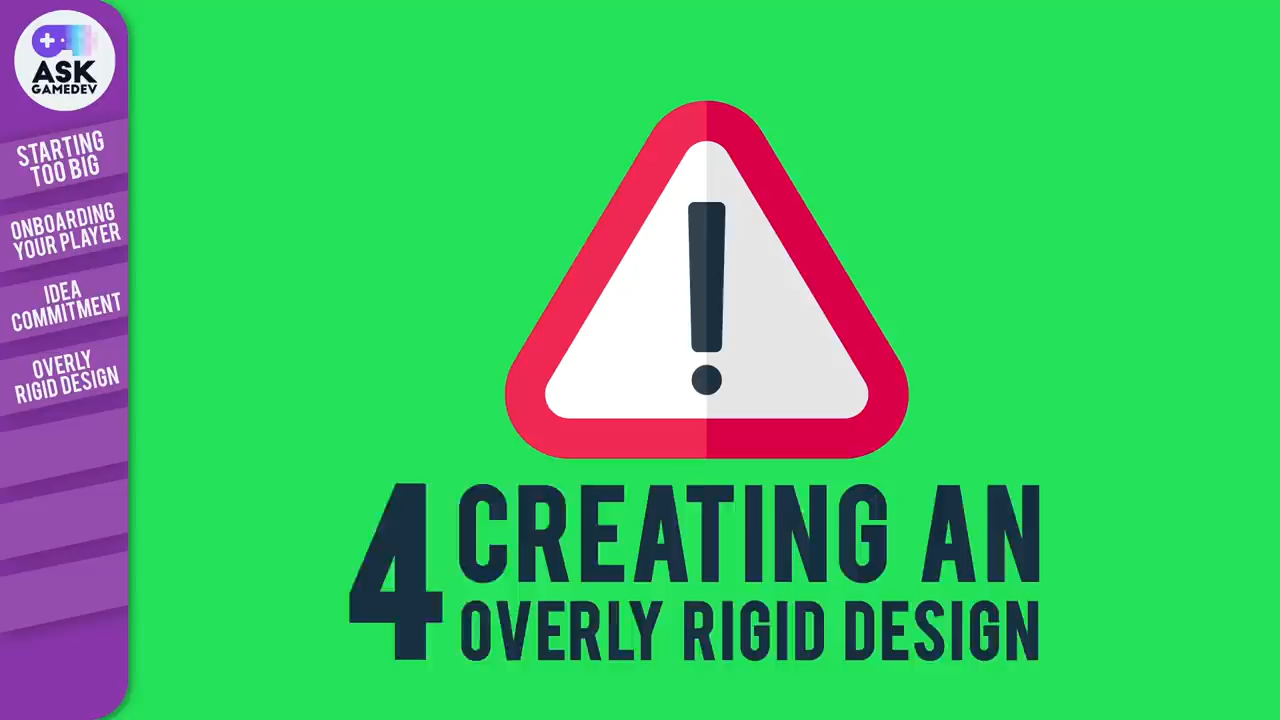 ASK
GAMEDEV
STARTING
TOO BIG
ONBOARDING
YOUR PLAYER
IDEA
COMMITMENT
OVERLY
RIGID DESIGN
4 CREATING AN
OVERLY RIGID DESIGN